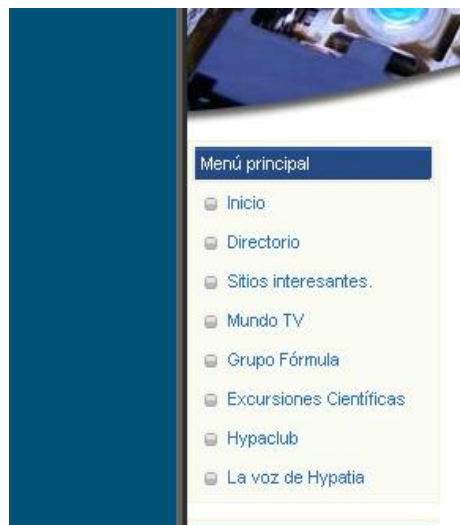 Menú principal
Inicio
Directorio
Sitios interesantes.
Mundo TV
Grupo Fórmula
Excursiones Científicas
Hypaclub
La voz de Hypatia